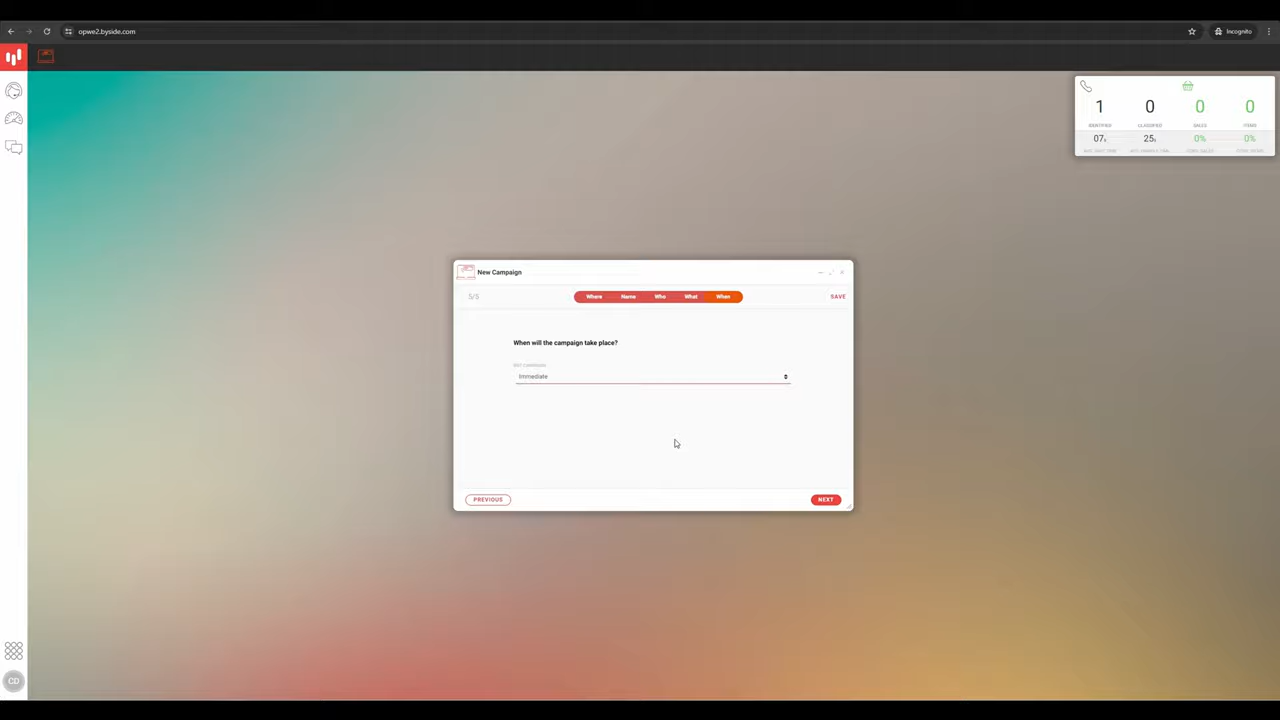 opwe2.byside.com
Incognito
1 0 0 0
IDENTIFIED CLASSIFIED SALES ITEMS
07s 25s 0% 0%
New Campaign
5/5
Where Name Who What When
SAVE
When will the campaign take place?
Immediate
PREVIOUS
NEXT
CD